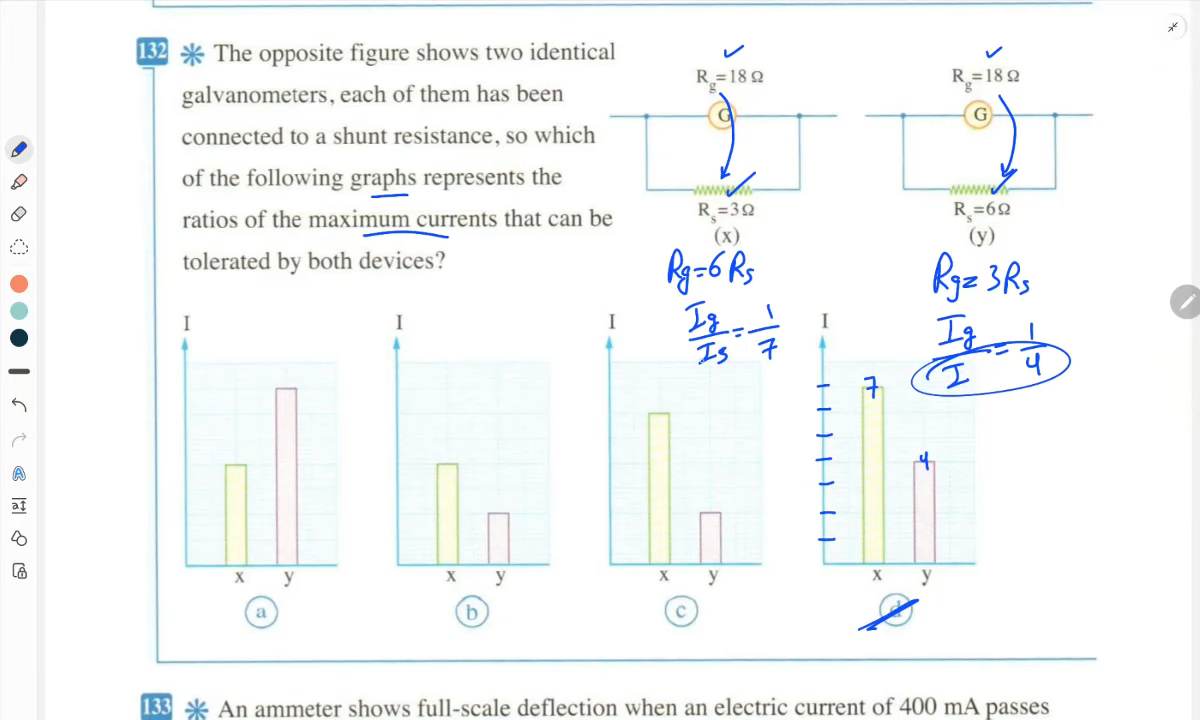 132 * The opposite figure shows two identical
galvanometers, each of them has been
connected to a shunt resistance, so which
of the following graphs represents the
ratios of the maximum currents that can be
tolerated by both devices?
Rg=18 Ω
G
Rs=3Ω
(x)
Rg=18 Ω
G
Rs=6Ω
(y)
Rg=6 Rs
Ig/Is=1/7
Rg= 3Rs
Ig/I=1/4
I
x y
a
I
x y
b
I
x y
c
I
7
4
x y
d
133 * An ammeter shows full-scale deflection when an electric current of 400 mA passes